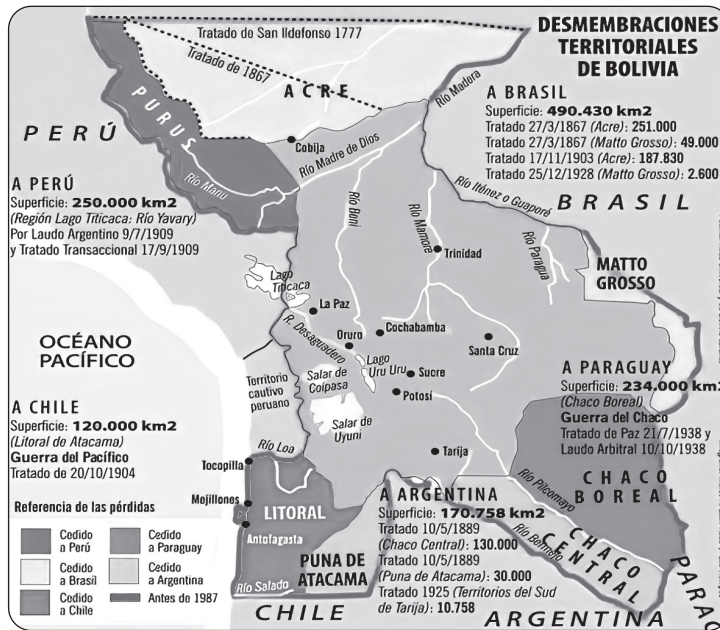 DESMEMBRACIONES
TERRITORIALES
DE BOLIVIA
Tratado de San Ildefonso 1777
Tratado de 1867
ACRE
PURUS
PERÚ
Cobija
Río Madera
Río Madre de Dios
Río Manu
A BRASIL
Superficie: 490.430 km2
Tratado 27/3/1867 (Acre): 251.000
Tratado 27/3/1867 (Matto Grosso): 49.000
Tratado 17/11/1903 (Acre): 187.830
Tratado 25/12/1928 (Matto Grosso): 2.600
Río Iténez o Guaporé
BRASIL
A PERU
Superficie: 250.000 km2
(Región Lago Titicaca: Río Yavary)
Por Laudo Argentino 9/7/1909
y Tratado Transaccional 17/9/1909
Río Beni
Río Mamore
Río Paragua
Trinidad
MATTO
GROSSO
Lago
Titicaca
La Paz
R. Desaguadero
Oruro
Cochabamba
Santa Cruz
Lago
Uru Uru
Sucre
Potosí
Salar de
Coipasa
Salar de
Uyuni
OCÉANO
PACÍFICO
Territorio
cautivo
peruano
A PARAGUAY
Superficie: 234.000 km2
(Chaco Boreal)
Guerra del Chaco
Tratado de Paz 21/7/1938 y
Laudo Arbitral 10/10/1938
A CHILE
Superficie: 120.000 km2
(Litoral de Atacama)
Guerra del Pacífico
Tratado de 20/10/1904
Río Loa
Tocopilla
Mojillones
Antofagasta
LITORAL
Tarija
Río Pilcomayo
CHACO
BOREAL
Río Bermejo
CHACO
CENTRAL
A ARGENTINA
Superficie: 170.758 km2
Tratado 10/5/1889
(Chaco Central): 130.000
Tratado 10/5/1889
(Puna de Atacama): 30.000
Tratado 1925 (Territorios del Sud
de Tarija): 10.758
PUNA DE
ATACAMA
Río Salado
Referencia de las pérdidas
Cedido
a Perú
Cedido
a Paraguay
Cedido
a Brasil
Cedido
a Argentina
Cedido
a Chile
Antes do 1987
CHILE
ARGENTINA
PARAG